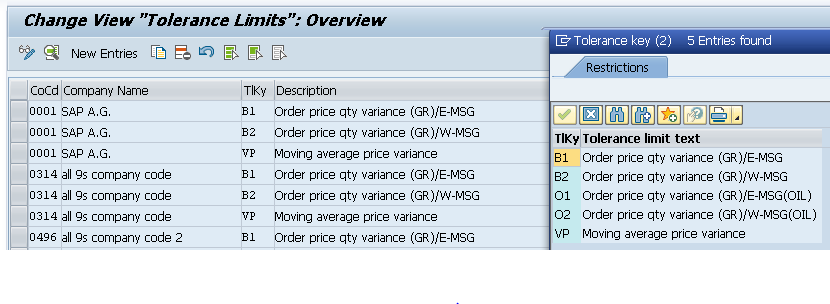 Change View "Tolerance Limits": Overview
New Entries
CoCd Company Name TlKy Description
0001 SAP A.G. B1 Order price qty variance (GR)/E-MSG
0001 SAP A.G. B2 Order price qty variance (GR)/W-MSG
0001 SAP A.G. VP Moving average price variance
0314 all 9s company code B1 Order price qty variance (GR)/E-MSG
0314 all 9s company code B2 Order price qty variance (GR)/W-MSG
0314 all 9s company code VP Moving average price variance
0496 all 9s company code 2 B1 Order price qty variance (GR)/E-MSG
Tolerance key (2) 5 Entries found
Restrictions
TlKy Tolerance limit text
B1 Order price qty variance (GR)/E-MSG
B2 Order price qty variance (GR)/W-MSG
O1 Order price qty variance (GR)/E-MSG(OIL)
O2 Order price qty variance (GR)/W-MSG(OIL)
VP Moving average price variance